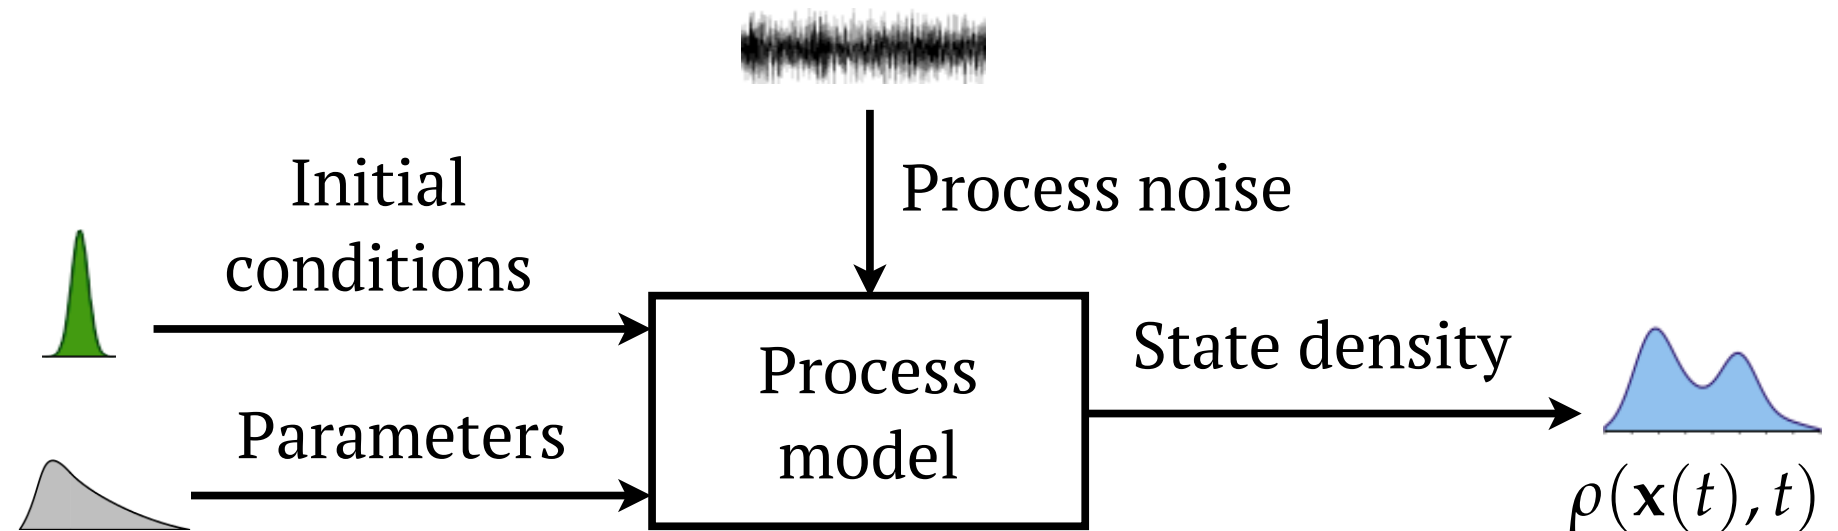 Process noise
Initial
conditions
Parameters
Process
model
State density
ρ(x(t), t)